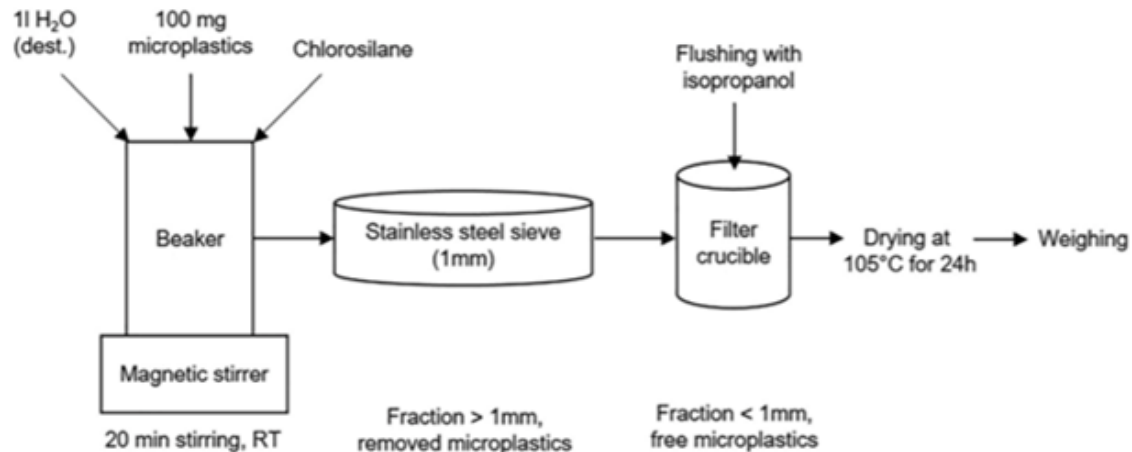 1l H₂O
(dest.)
100 mg
microplastics
Chlorosilane
Flushing with
isopropanol
Beaker
Stainless steel sieve
(1mm)
Filter
crucible
Drying at
105°C for 24h
Weighing
Magnetic stirrer
20 min stirring, RT
Fraction > 1mm,
removed microplastics
Fraction < 1mm,
free microplastics